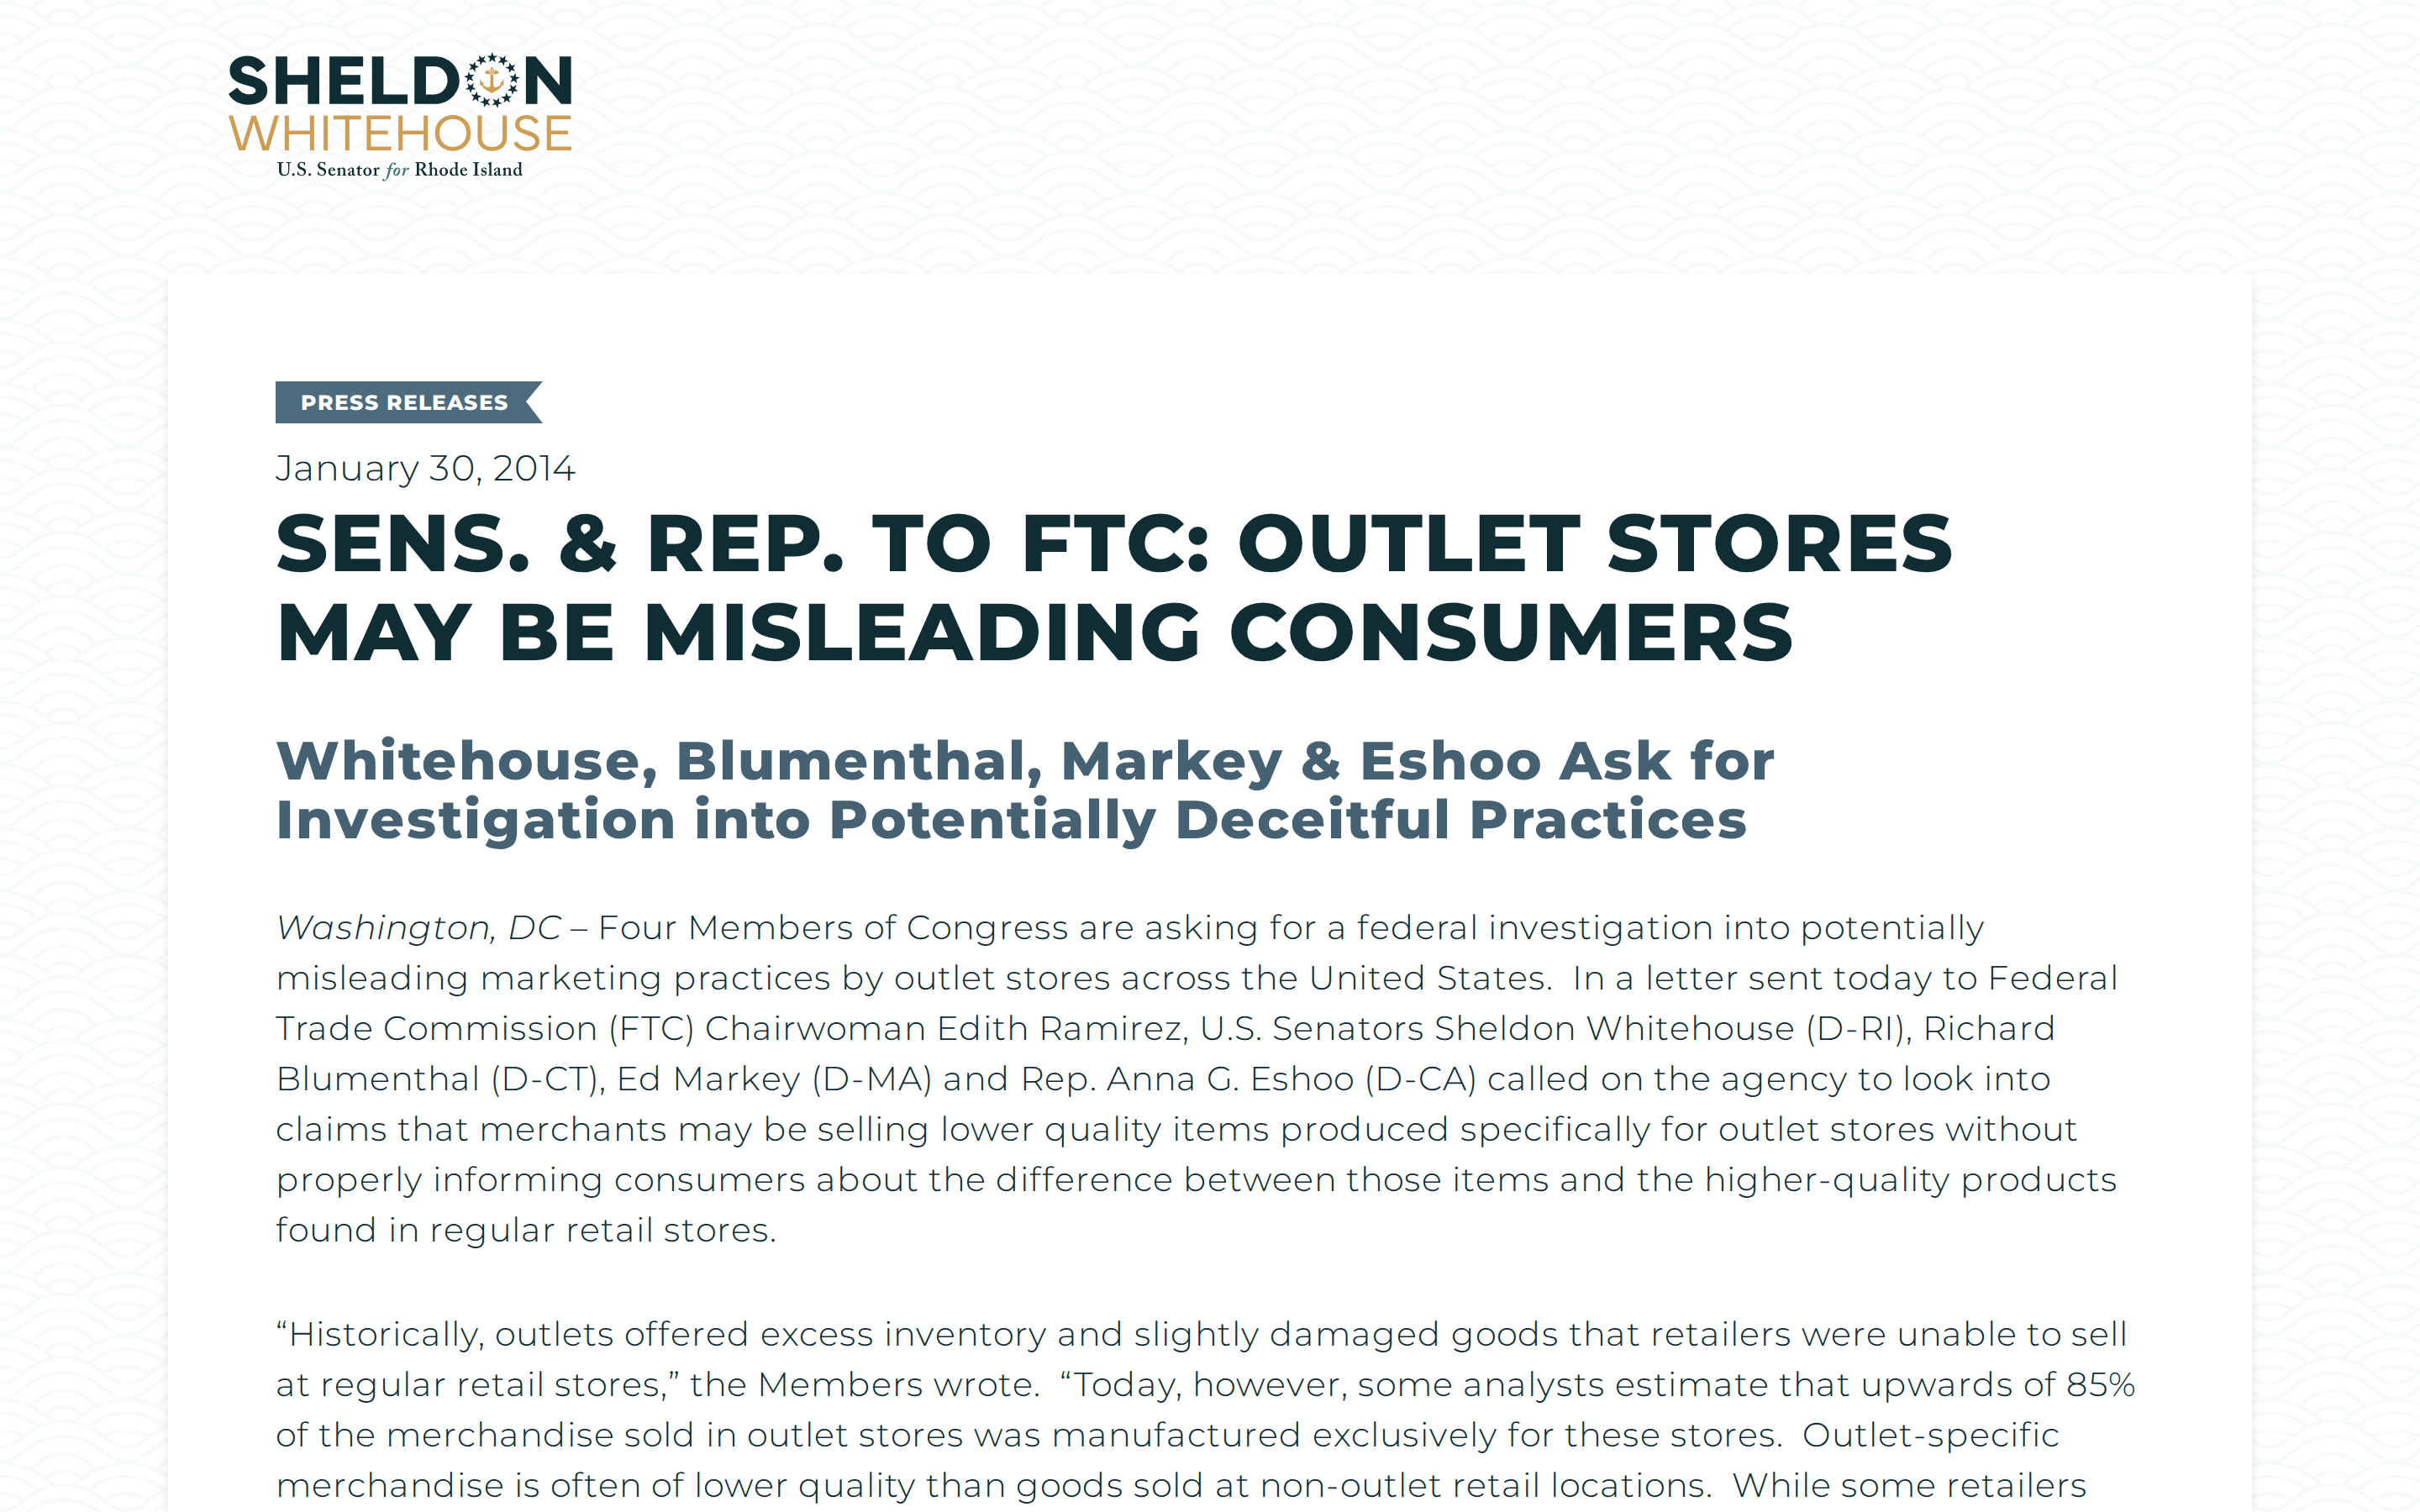 SHELDON
WHITEHOUSE
U.S. Senator for Rhode Island
PRESS RELEASES
January 30, 2014
SENS. & REP. TO FTC: OUTLET STORES
MAY BE MISLEADING CONSUMERS
Whitehouse, Blumenthal, Markey & Eshoo Ask for
Investigation into Potentially Deceitful Practices
Washington, DC – Four Members of Congress are asking for a federal investigation into potentially
misleading marketing practices by outlet stores across the United States.  In a letter sent today to Federal
Trade Commission (FTC) Chairwoman Edith Ramirez, U.S. Senators Sheldon Whitehouse (D-RI), Richard
Blumenthal (D-CT), Ed Markey (D-MA) and Rep. Anna G. Eshoo (D-CA) called on the agency to look into
claims that merchants may be selling lower quality items produced specifically for outlet stores without
properly informing consumers about the difference between those items and the higher-quality products
found in regular retail stores.
“Historically, outlets offered excess inventory and slightly damaged goods that retailers were unable to sell
at regular retail stores,” the Members wrote.  “Today, however, some analysts estimate that upwards of 85%
of the merchandise sold in outlet stores was manufactured exclusively for these stores.  Outlet-specific
merchandise is often of lower quality than goods sold at non-outlet retail locations.  While some retailers